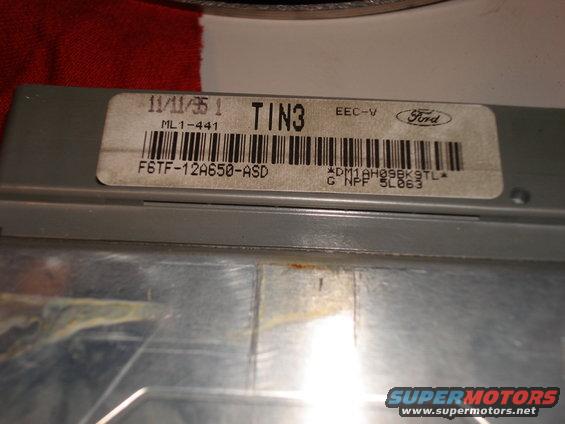 11/11/95 1 TIN3 EEC-V Ford
ML1-441
F6TF-12A650-ASD *DM1AH09BK9TL*
G NPF 5L063
SUPERMOTORS
www.supermotors.net